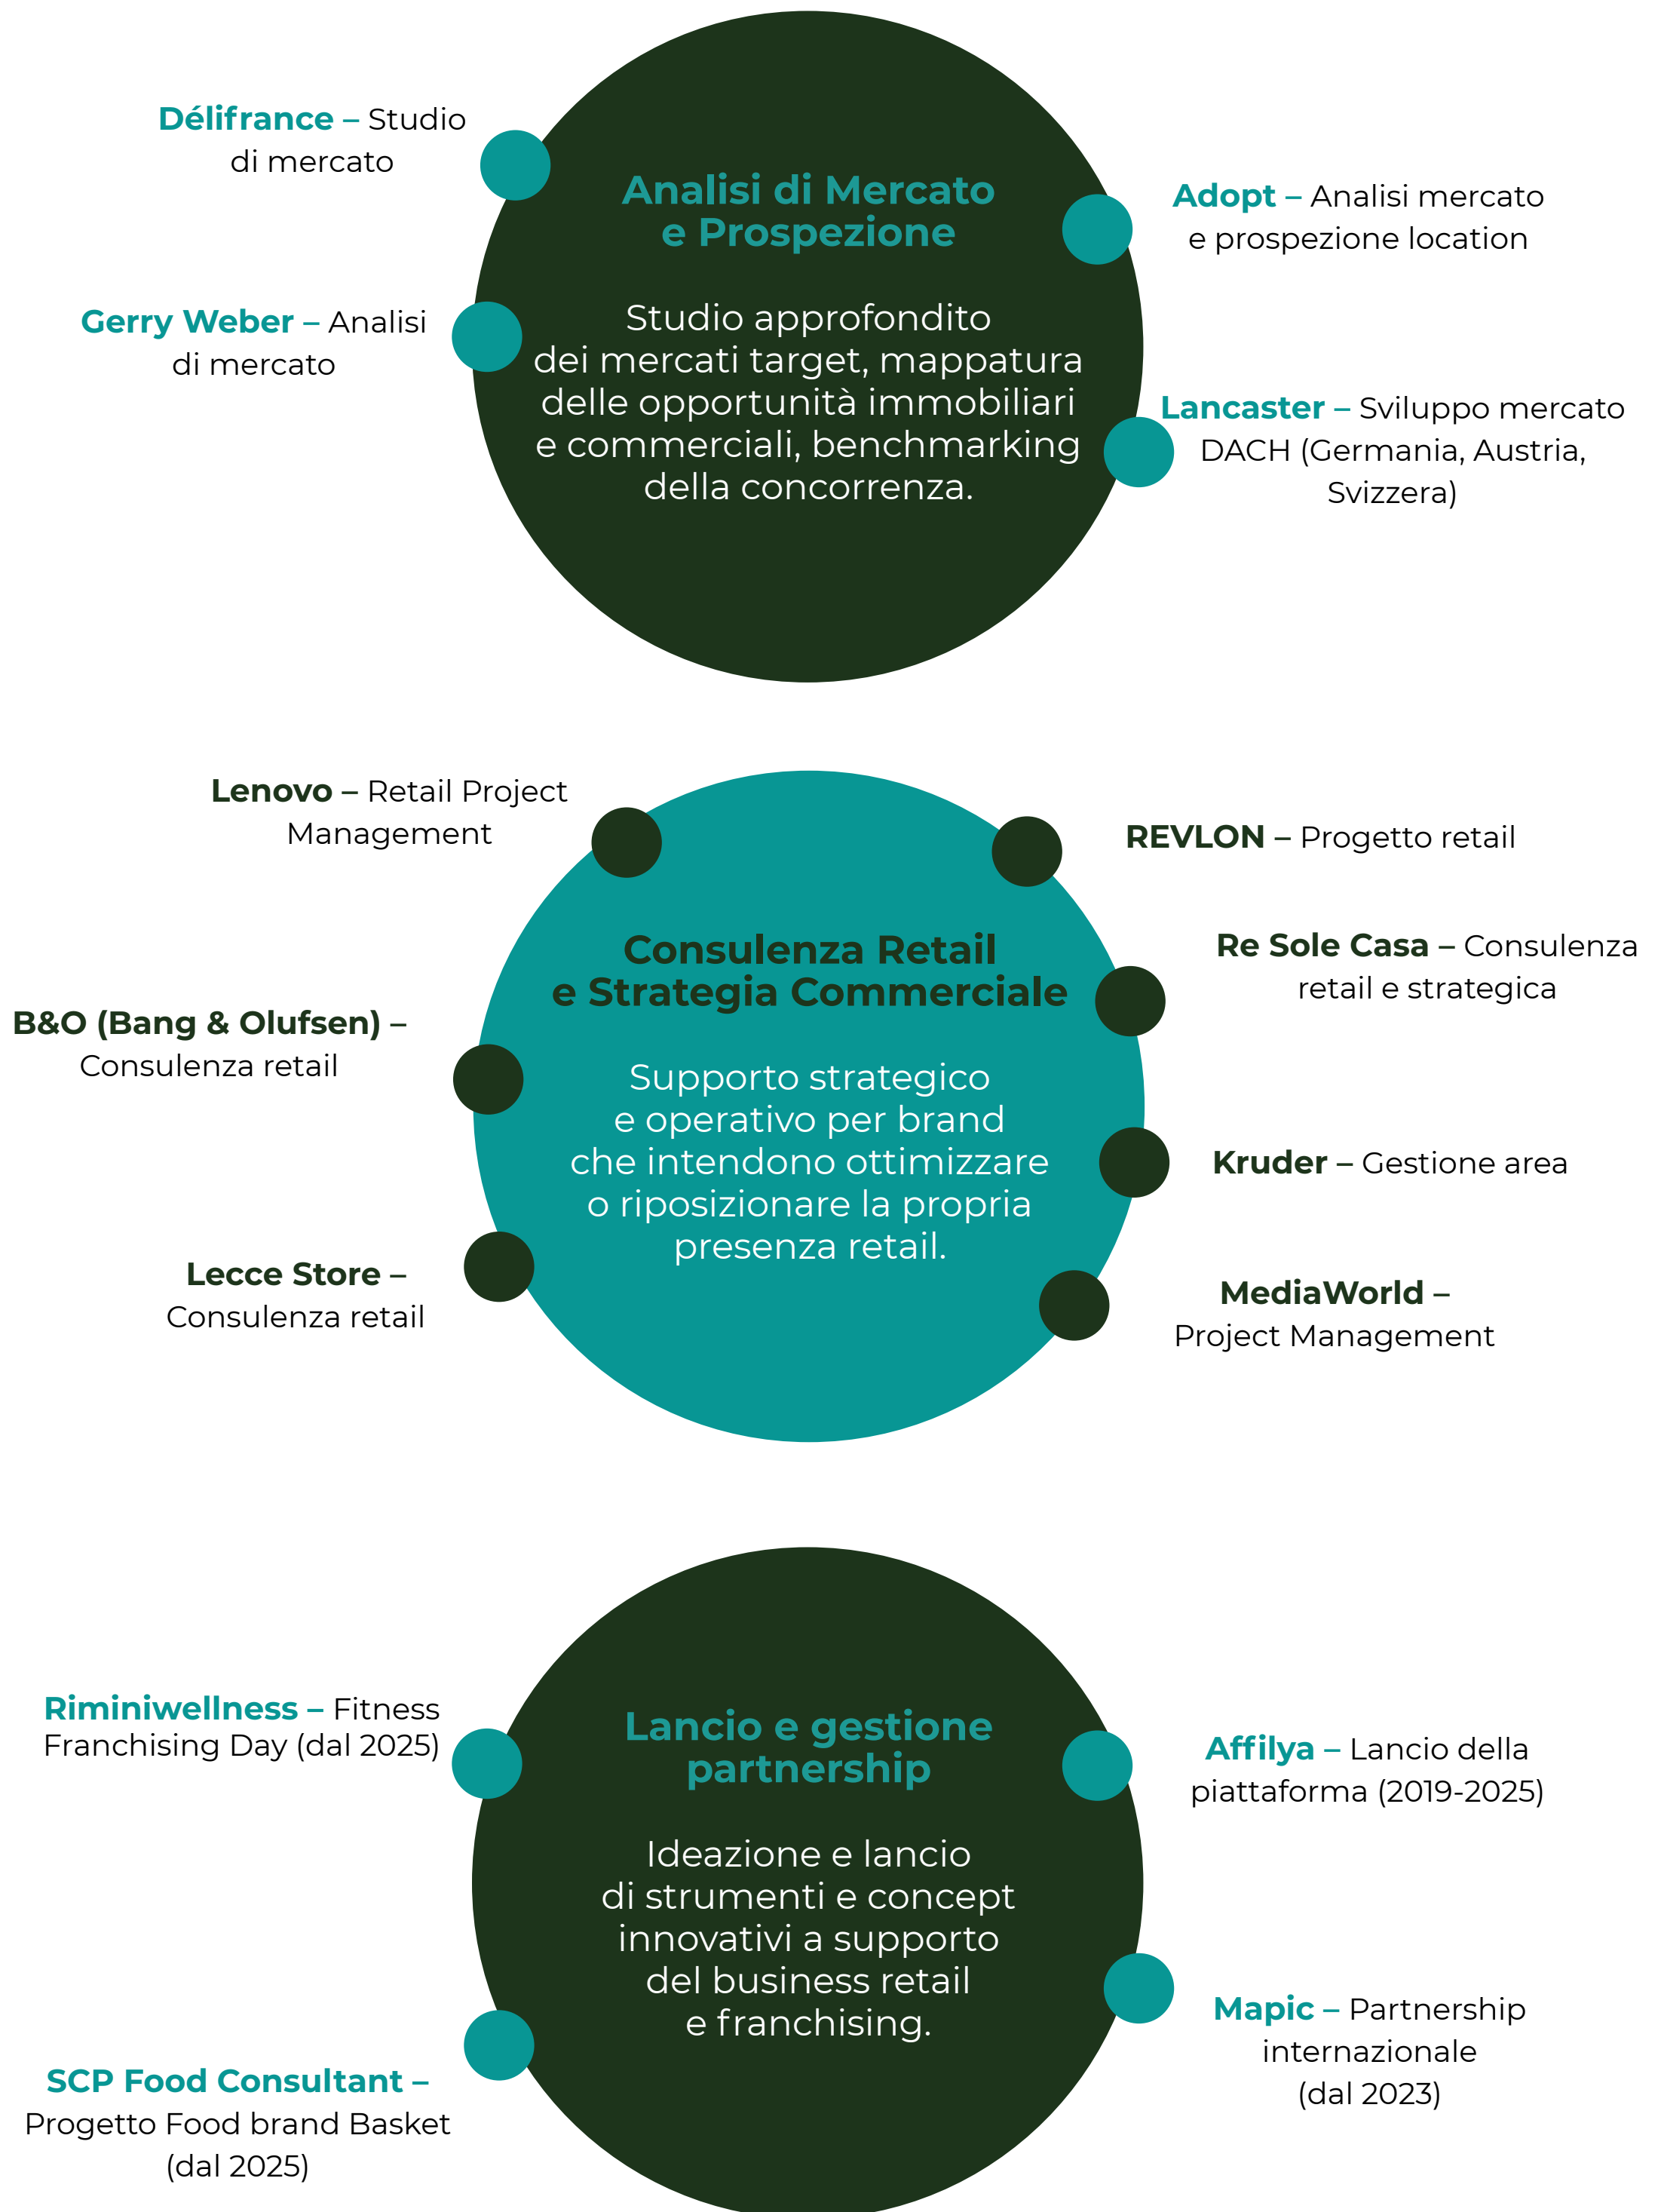 Délifrance – Studio
di mercato
Gerry Weber – Analisi
di mercato
Analisi di Mercato
e Prospezione
Studio approfondito
dei mercati target, mappatura
delle opportunità immobiliari
e commerciali, benchmarking
della concorrenza.
Adopt – Analisi mercato
e prospezione location
Lancaster – Sviluppo mercato
DACH (Germania, Austria,
Svizzera)
Lenovo – Retail Project
Management
B&O (Bang & Olufsen) –
Consulenza retail
Lecce Store –
Consulenza retail
Consulenza Retail
e Strategia Commerciale
Supporto strategico
e operativo per brand
che intendono ottimizzare
o riposizionare la propria
presenza retail.
REVLON – Progetto retail
Re Sole Casa – Consulenza
retail e strategica
Kruder – Gestione area
MediaWorld –
Project Management
Riminiwellness – Fitness
Franchising Day (dal 2025)
SCP Food Consultant –
Progetto Food brand Basket
(dal 2025)
Lancio e gestione
partnership
Ideazione e lancio
di strumenti e concept
innovativi a supporto
del business retail
e franchising.
Affilya – Lancio della
piattaforma (2019-2025)
Mapic – Partnership
internazionale
(dal 2023)